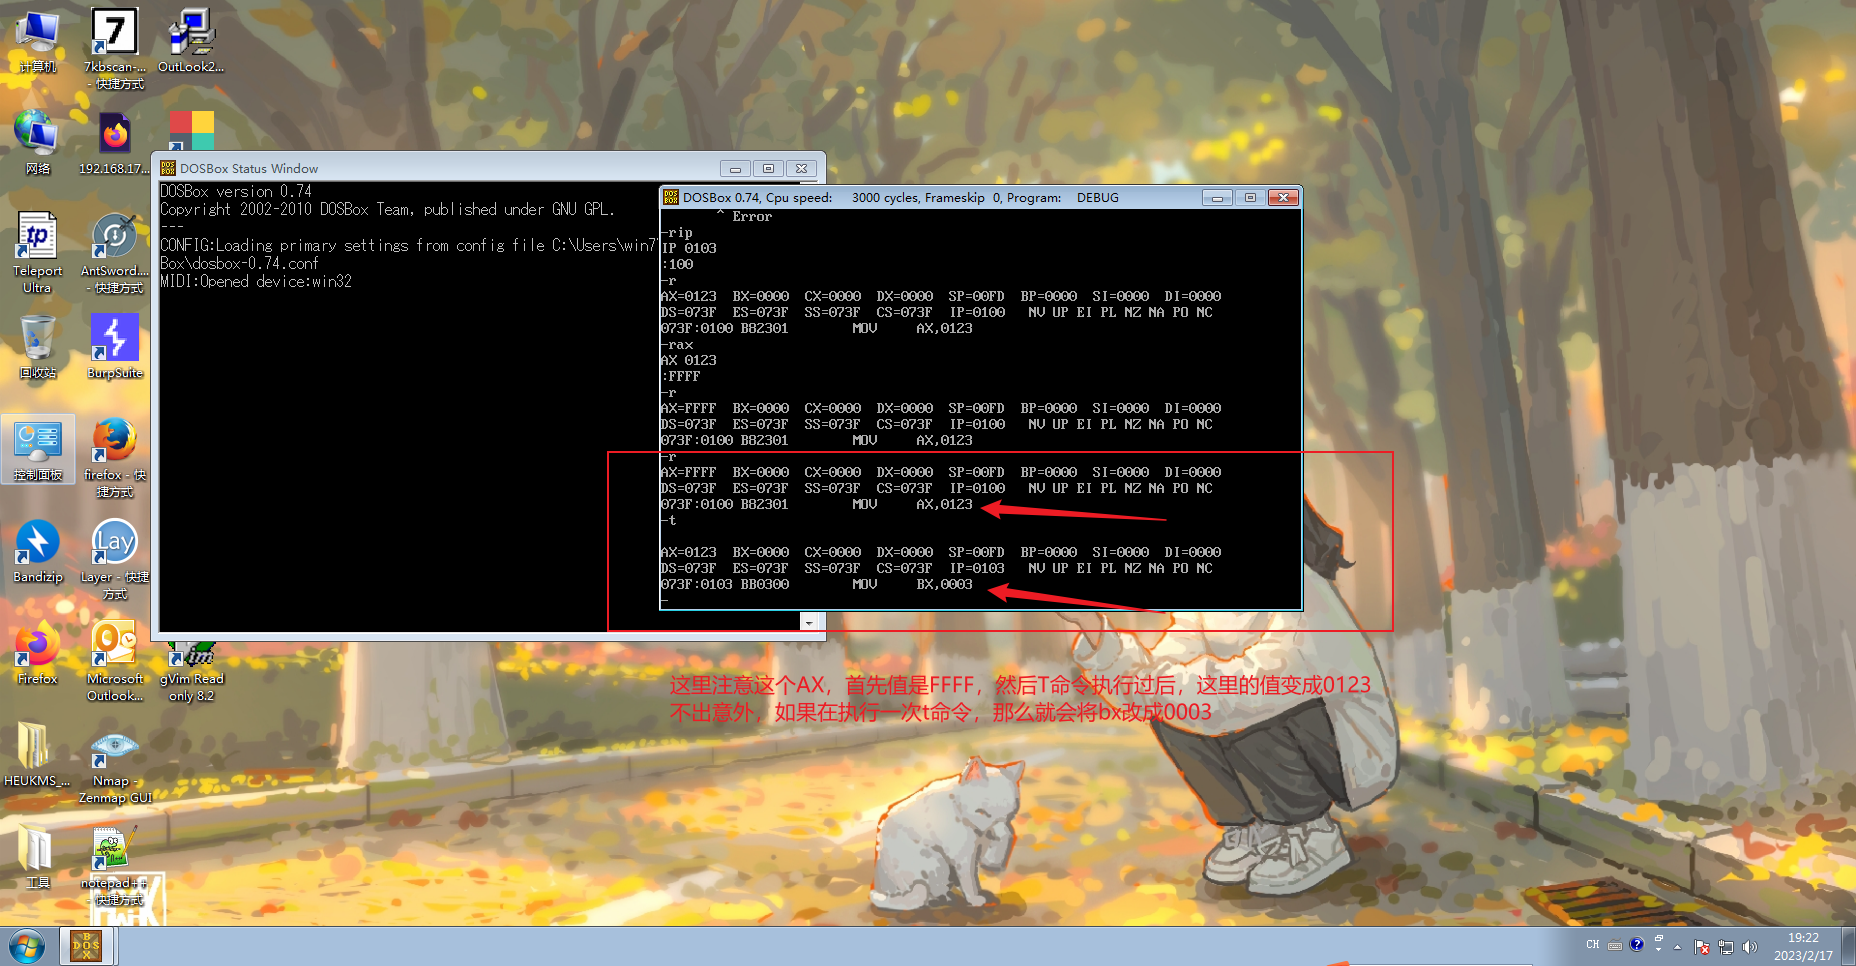 计算机
7kbscan-...
- 快捷方式
OutLook2...
网络
192.168.17...
Teleport
Ultra
AntSword....
- 快捷方式
回收站
BurpSuite
控制面板
firefox - 快
捷方式
Bandizip
Layer - 快捷
方式
Firefox
Microsoft
Outlook...
gVim Read
only 8.2
HEUKMS_...
Nmap -
Zenmap GUI
工具
notepad++
- 快捷方式
DOSBox Status Window
DOSBox version 0.74
Copyright 2002-2010 DOSBox Team, published under GNU GPL.
---
CONFIG:Loading primary settings from config file C:\Users\win7
Box\dosbox-0.74.conf
MIDI:Opened device:win32
DOSBox 0.74, Cpu speed: 3000 cycles, Frameskip 0, Program: DEBUG
^ Error
-rip
IP 0103
:100
-r
AX=0123 BX=0000 CX=0000 DX=0000 SP=00FD BP=0000 SI=0000 DI=0000
DS=073F ES=073F SS=073F CS=073F IP=0100 NV UP EI PL NZ NA PO NC
073F:0100 B82301 MOV AX,0123
-rax
AX 0123
:FFFF
-r
AX=FFFF BX=0000 CX=0000 DX=0000 SP=00FD BP=0000 SI=0000 DI=0000
DS=073F ES=073F SS=073F CS=073F IP=0100 NV UP EI PL NZ NA PO NC
073F:0100 B82301 MOV AX,0123
-r
AX=FFFF BX=0000 CX=0000 DX=0000 SP=00FD BP=0000 SI=0000 DI=0000
DS=073F ES=073F SS=073F CS=073F IP=0100 NV UP EI PL NZ NA PO NC
073F:0100 B82301 MOV AX,0123
-t
AX=0123 BX=0000 CX=0000 DX=0000 SP=00FD BP=0000 SI=0000 DI=0000
DS=073F ES=073F SS=073F CS=073F IP=0103 NV UP EI PL NZ NA PO NC
073F:0103 BB0300 MOV BX,0003
-
这里注意这个AX，首先值是FFFF，然后T命令执行过后，这里的值变成0123
不出意外，如果在执行一次t命令，那么就会将bx改成0003
CH
19:22
2023/2/17